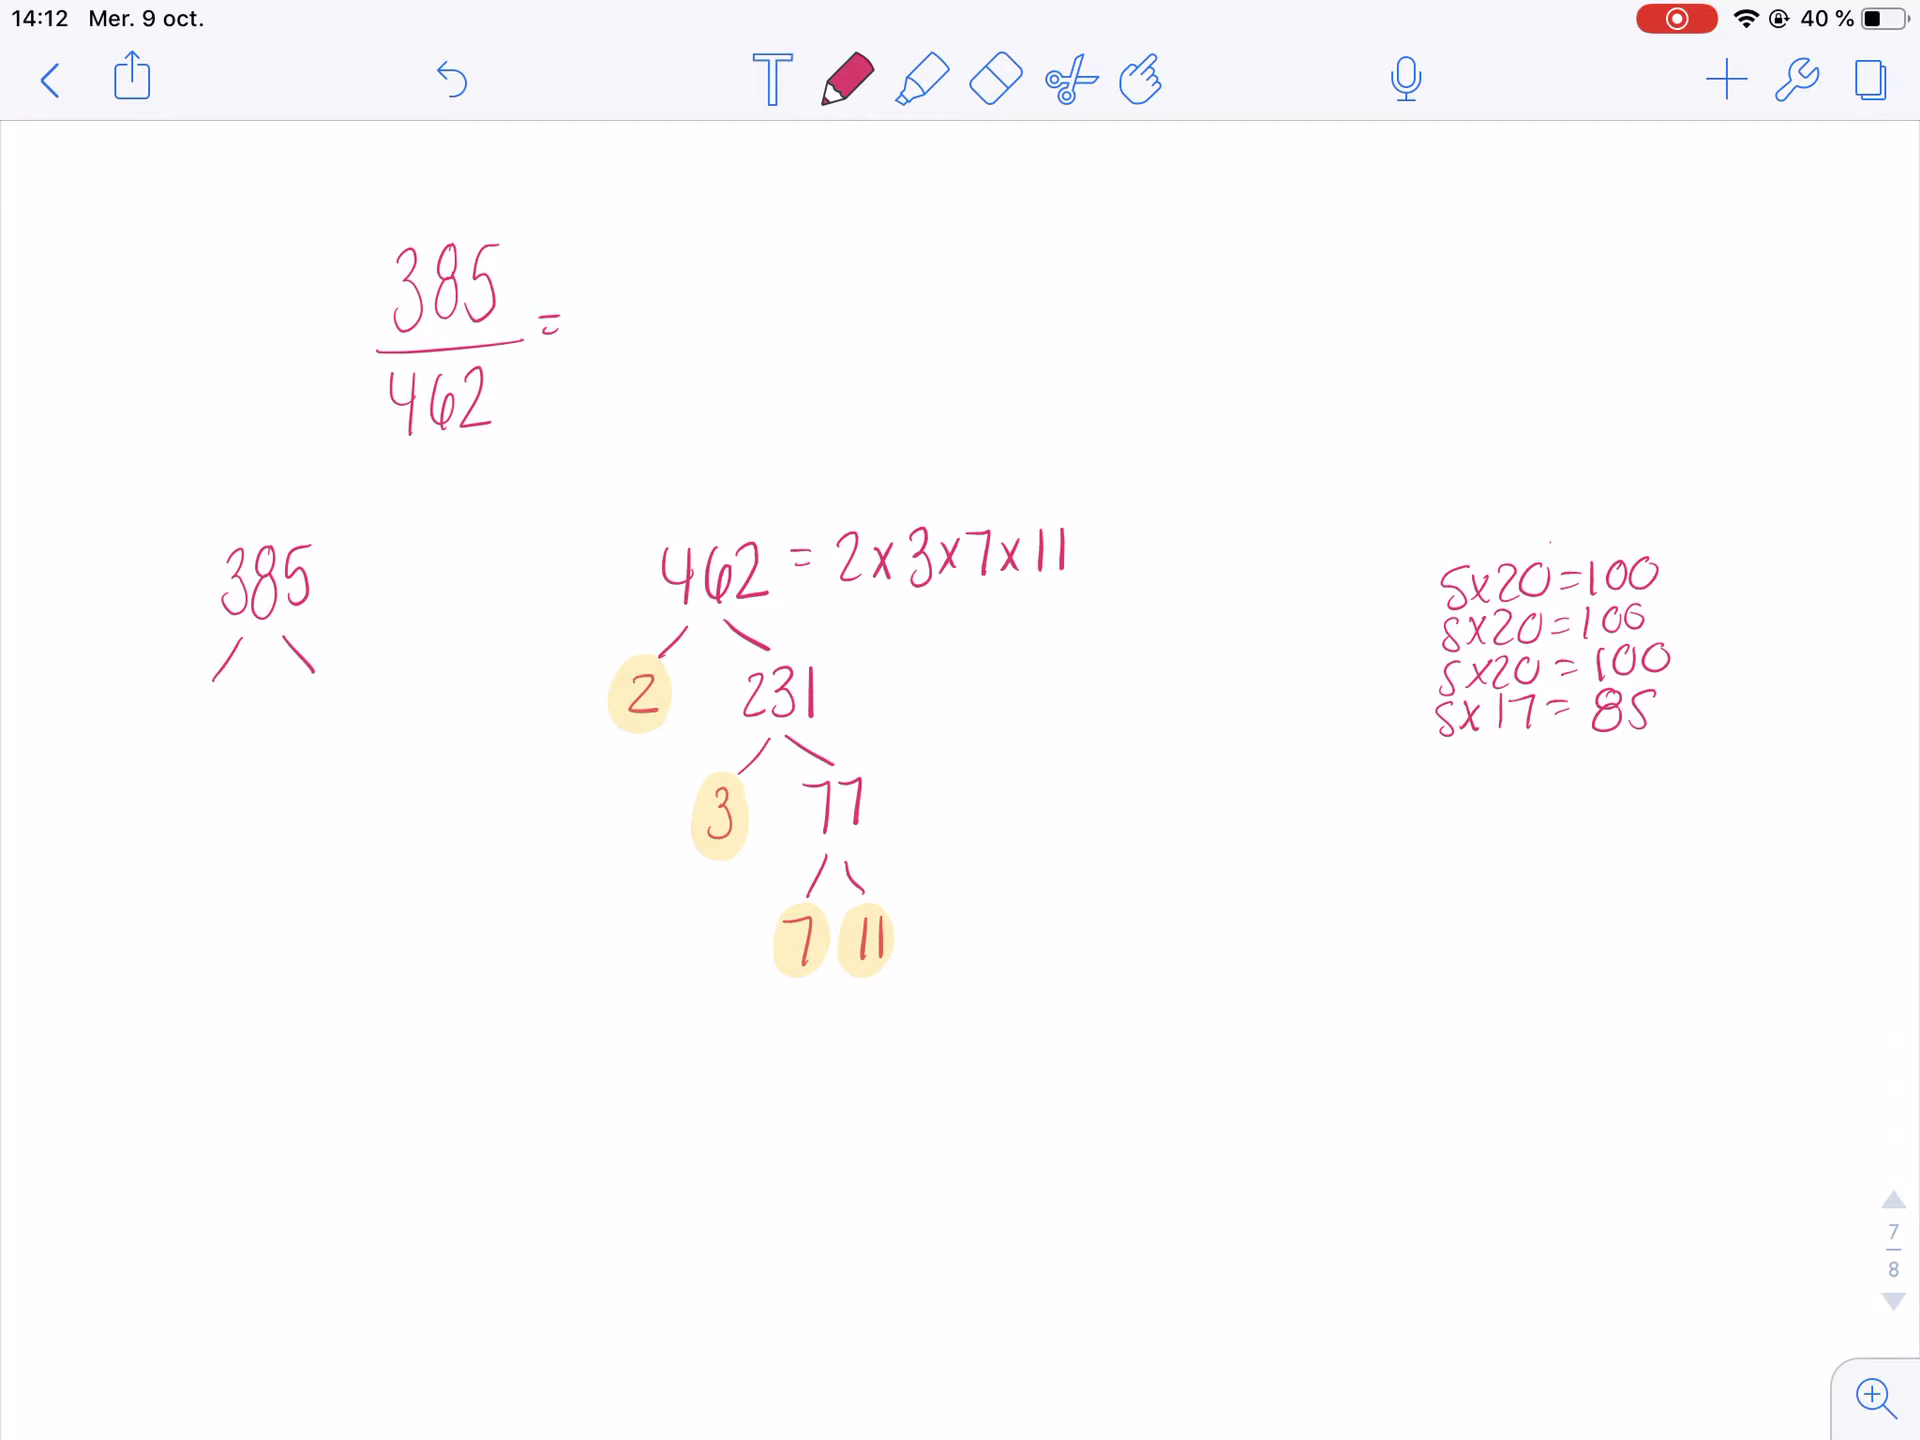 14:12 Mer. 9 oct.
40 %
T
385
=
462
385
462 = 2x3x7x11
2
231
3
77
7
11
5x20=100
5x20=100
5x20=100
5x17=85
7
8